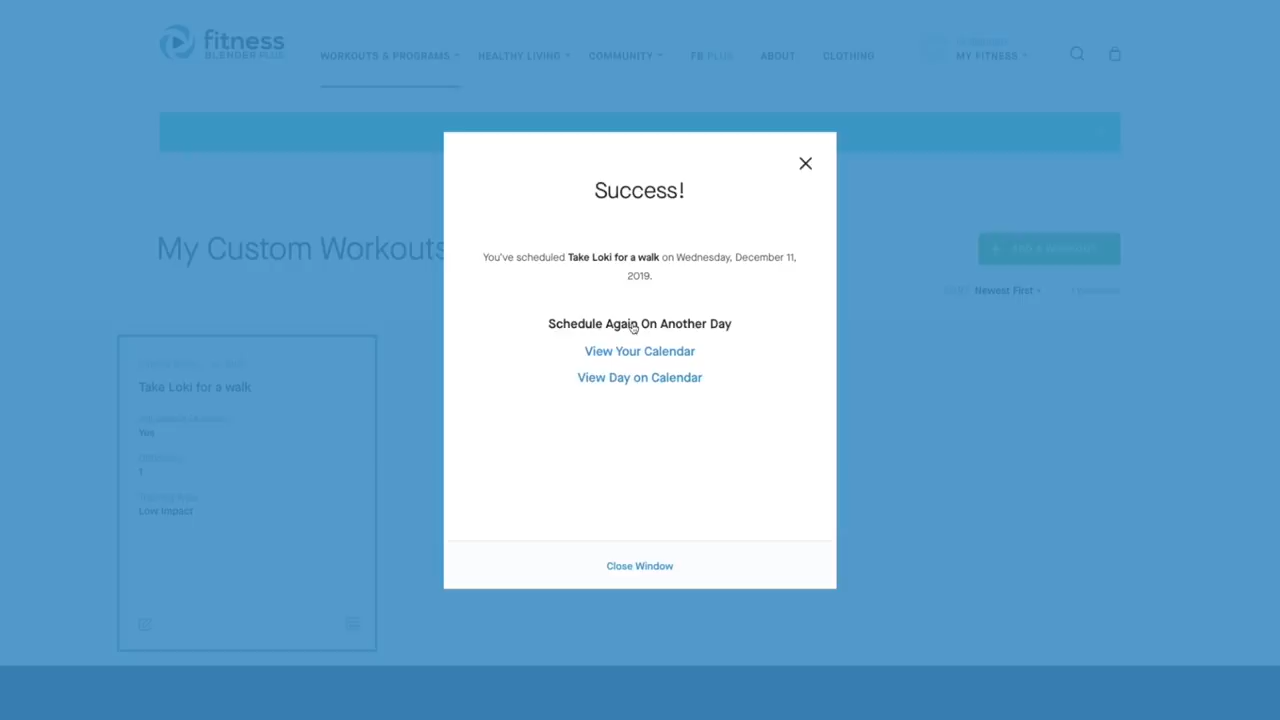 fitness
BLENDER PLUS
WORKOUTS & PROGRAMS
HEALTHY LIVING
COMMUNITY
FB PLUS
ABOUT
CLOTHING
MY FITNESS
Success!
My Custom Workouts
You've scheduled Take Loki for a walk on Wednesday, December 11,
2019.
Newest First
Schedule Again On Another Day
View Your Calendar
View Day on Calendar
Take Loki for a walk
Yes
1
Low Impact
Close Window